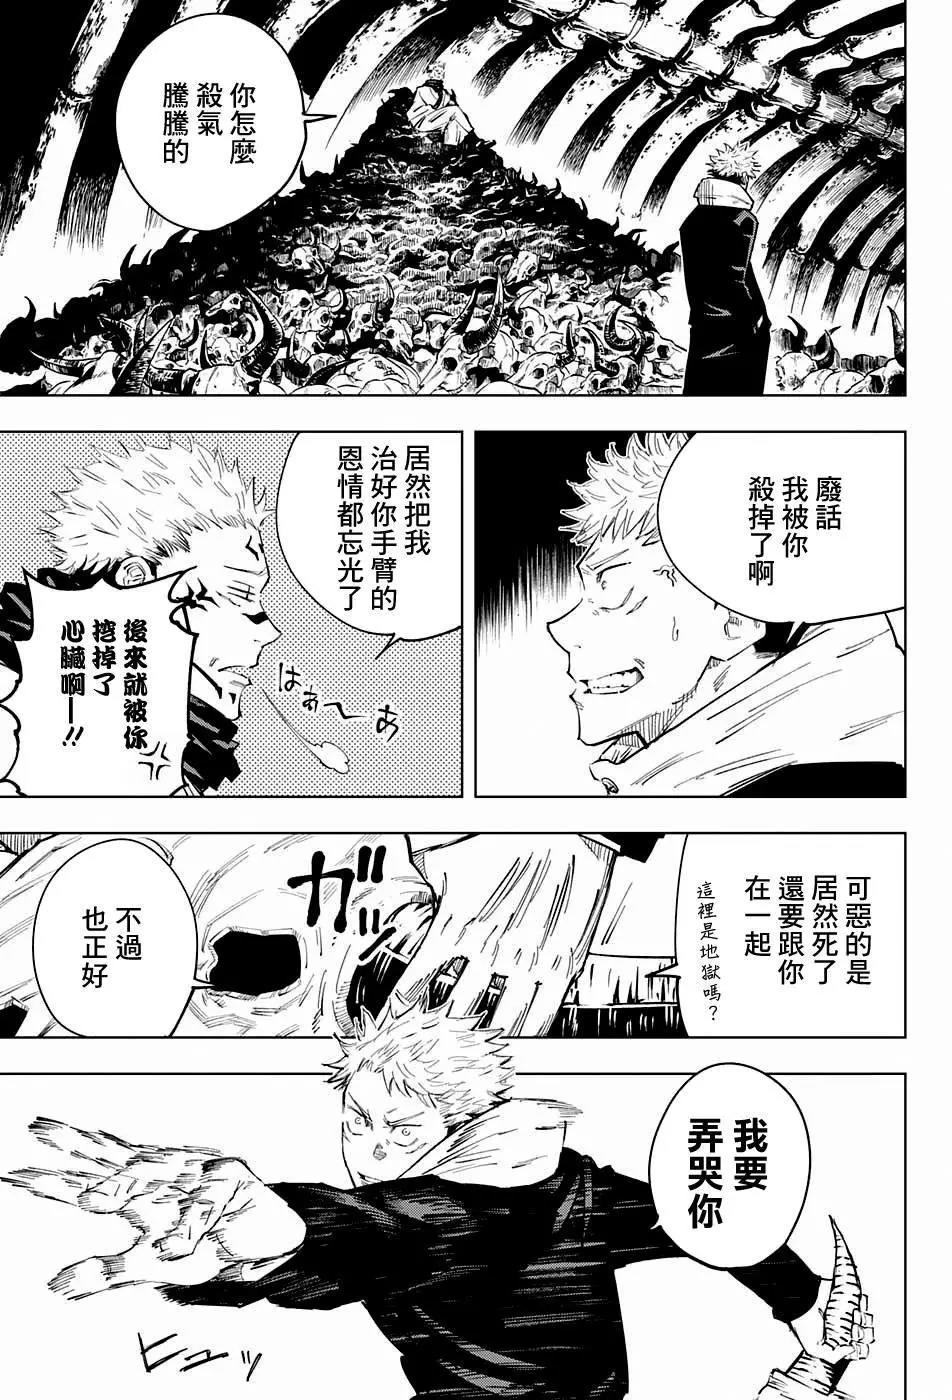 你怎麼
殺氣
騰騰的
廢話
我被你
殺掉了啊
居然把我
治好你手臂的
恩情都忘光了
はぁ〜あ
後來就被你
挖掉了
心臟啊ー!!
可惡的是
居然死了
還要跟你
在一起
這裡是地獄嗎？
ガッ
不過
也正好
我要
弄哭你
ヒュッ